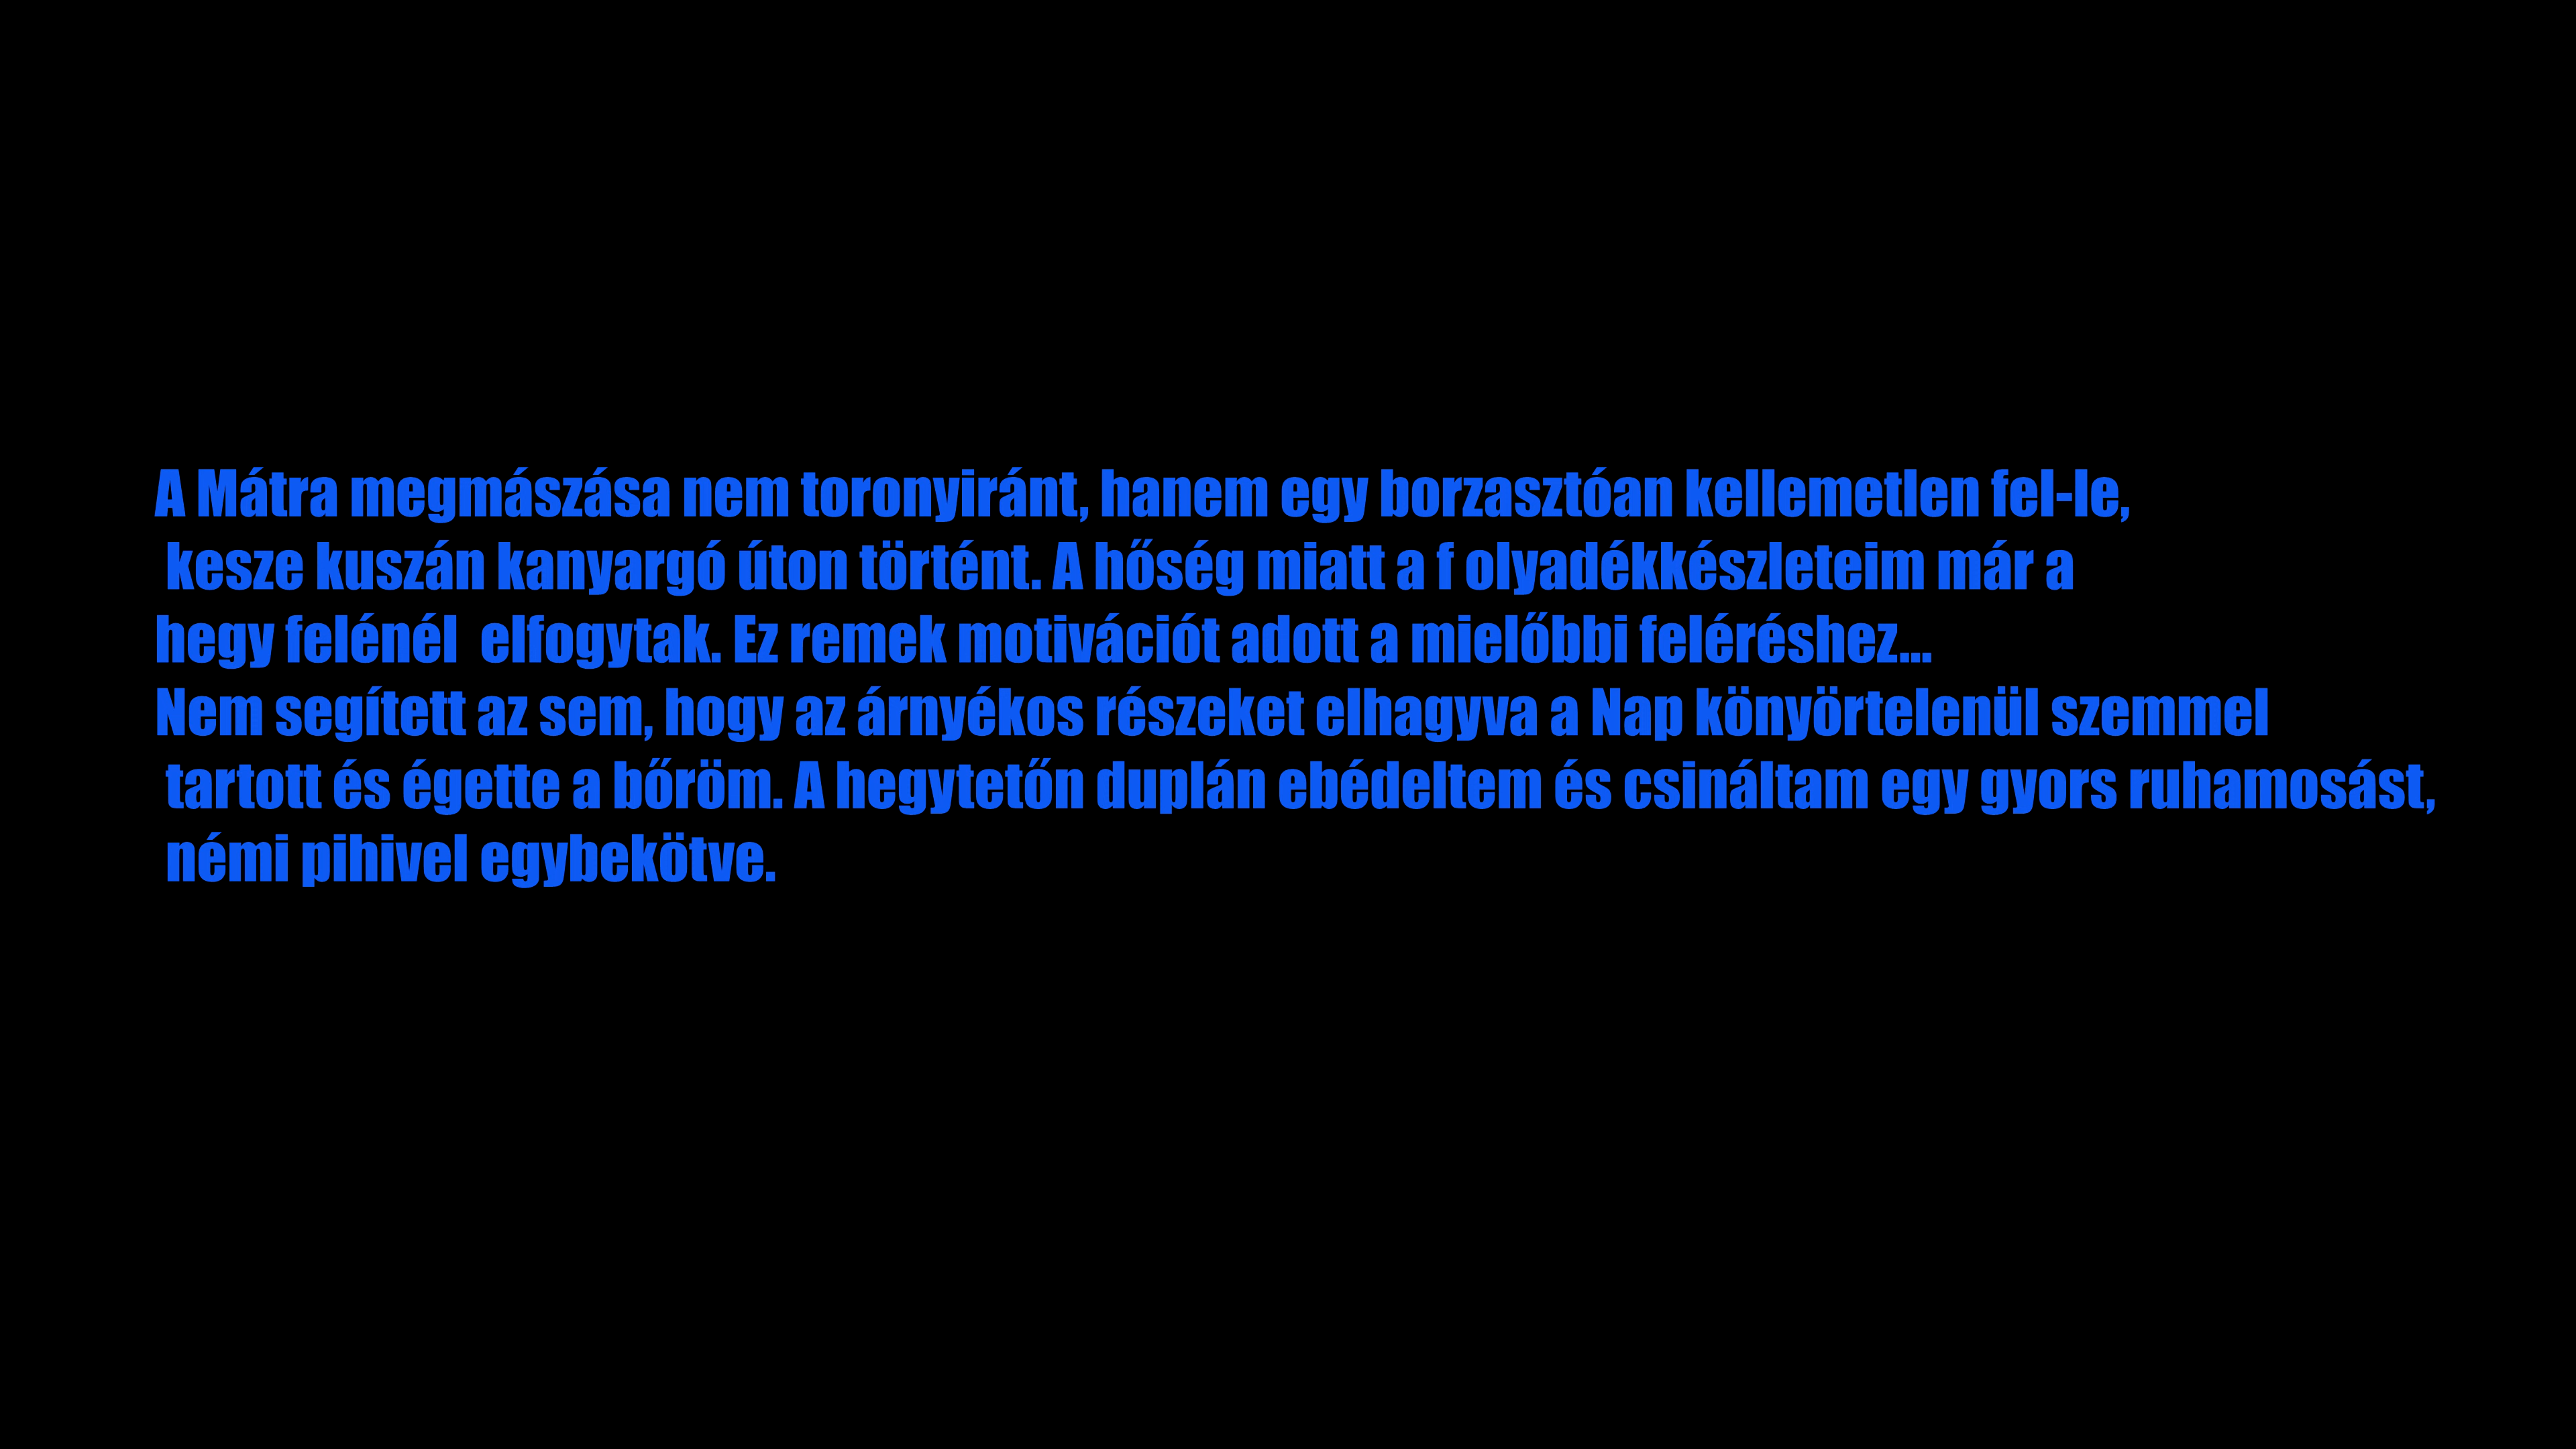 A Mátra megmászása nem toronyiránt, hanem egy borzasztóan kellemetlen fel-le,
kesze kuszán kanyargó úton történt. A hőség miatt a f olyadékkészleteim már a
hegy felénél  elfogytak. Ez remek motivációt adott a mielőbbi feléréshez...
Nem segített az sem, hogy az árnyékos részeket elhagyva a Nap könyörtelenül szemmel
tartott és égette a bőröm. A hegytetőn duplán ebédeltem és csináltam egy gyors ruhamosást,
némi pihivel egybekötve.